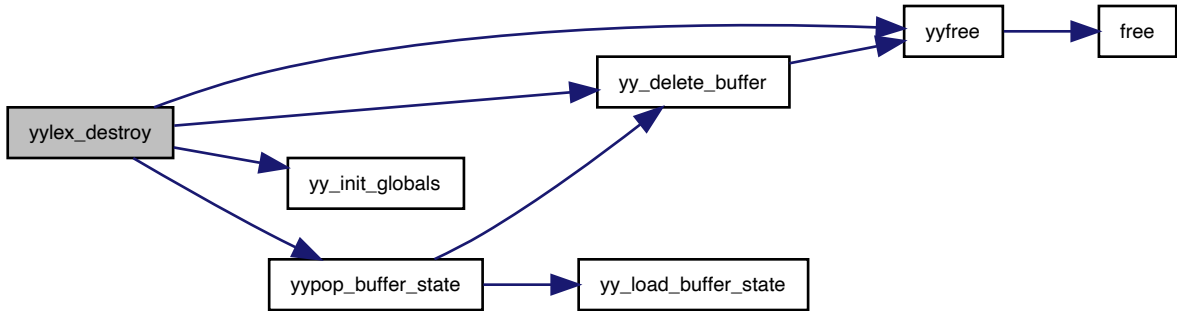 yyfree
free
yy_delete_buffer
yylex_destroy
yy_init_globals
yypop_buffer_state
yy_load_buffer_state